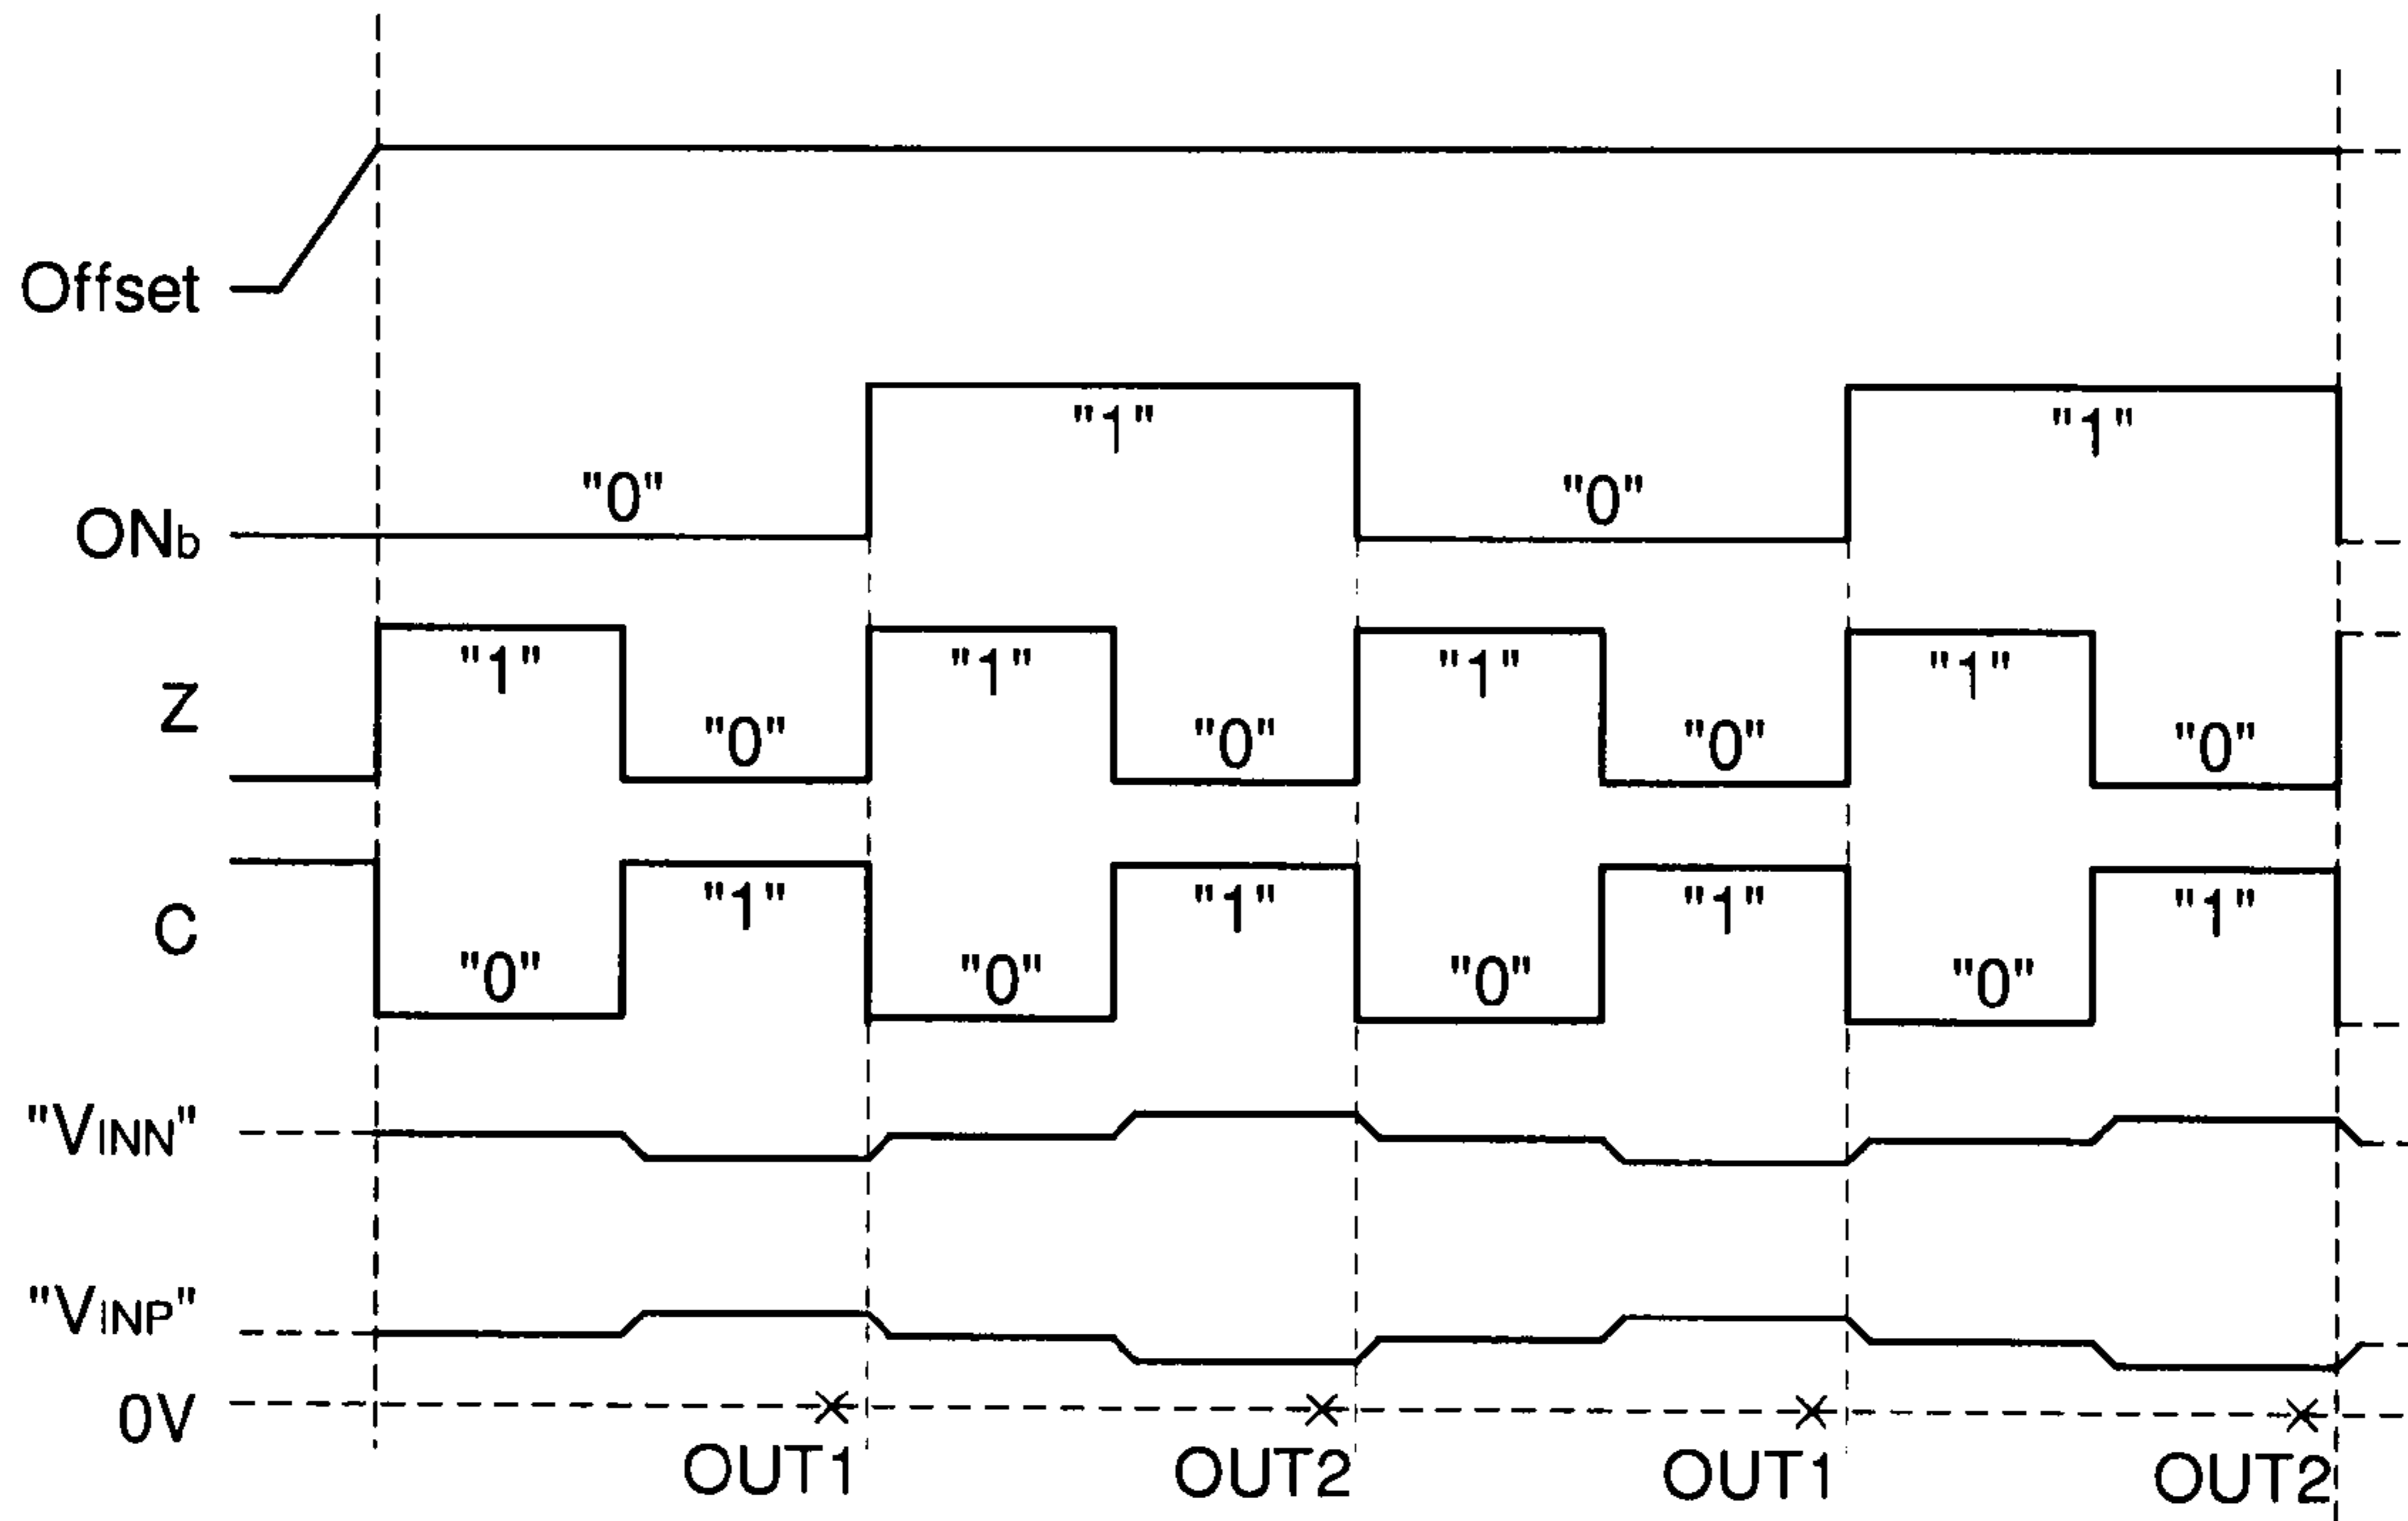 Offset
"1" "1"
"0" "0"
ONb
"1" "1" "1" "1"
Z
"0" "0" "0" "0"
"1" "1" "1" "1"
C
"0" "0" "0" "0"
"VINN"
"VINP"
0V
OUT1 OUT2 OUT1 OUT2